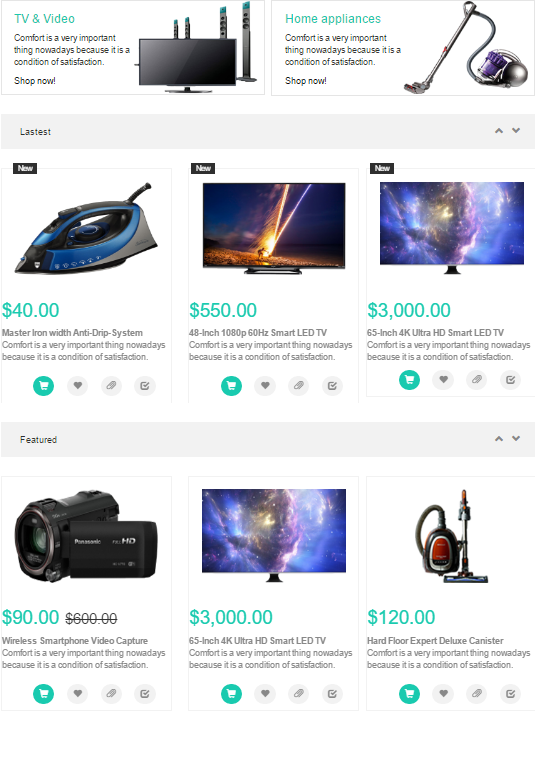 TV & Video
Comfort is a very important
thing nowadays because it is a
condition of satisfaction.
Shop now!
Home appliances
Comfort is a very important
thing nowadays because it is a
condition of satisfaction.
Shop now!
Lastest
New
New
New
$40.00
Master Iron width Anti-Drip-System
Comfort is a very important thing nowadays
because it is a condition of satisfaction.
$550.00
48-Inch 1080p 60Hz Smart LED TV
Comfort is a very important thing nowadays
because it is a condition of satisfaction.
$3,000.00
65-Inch 4K Ultra HD Smart LED TV
Comfort is a very important thing nowadays
because it is a condition of satisfaction.
Featured
Panasonic
FULL HD
$90.00 $600.00
Wireless Smartphone Video Capture
Comfort is a very important thing nowadays
because it is a condition of satisfaction.
$3,000.00
65-Inch 4K Ultra HD Smart LED TV
Comfort is a very important thing nowadays
because it is a condition of satisfaction.
$120.00
Hard Floor Expert Deluxe Canister
Comfort is a very important thing nowadays
because it is a condition of satisfaction.